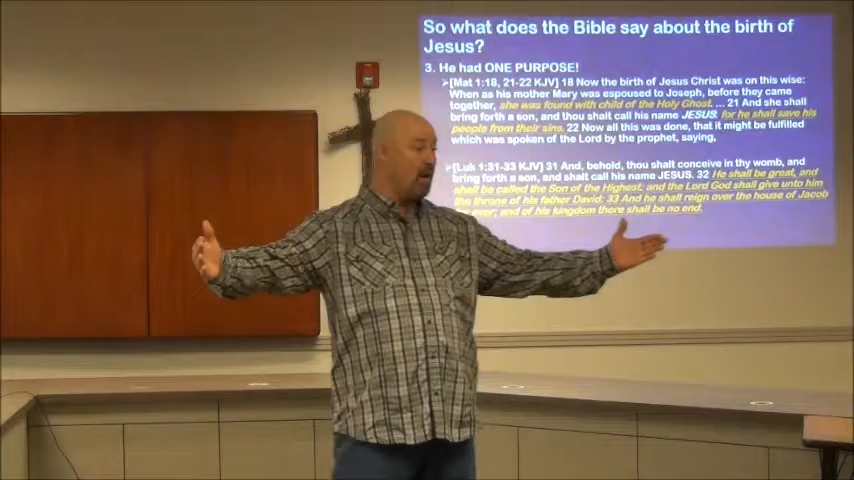 So what does the Bible say about the birth of
Jesus?
3. He had ONE PURPOSE!
➢[Mat 1:18, 21-22 KJV] 18 Now the birth of Jesus Christ was on this wise:
When as his mother Mary was espoused to Joseph, before they came
together, she was found with child of the Holy Ghost. ... 21 And she shall
bring forth a son, and thou shalt call his name JESUS: for he shall save his
people from their sins. 22 Now all this was done, that it might be fulfilled
which was spoken of the Lord by the prophet, saying,
➢[Luk 1:31-33 KJV] 31 And, behold, thou shalt conceive in thy womb, and
bring forth a son, and shalt call his name JESUS. 32 He shall be great, and
shall be called the Son of the Highest: and the Lord God shall give unto him
the throne of his father David: 33 And he shall reign over the house of Jacob
ever; and of his kingdom there shall be no end.